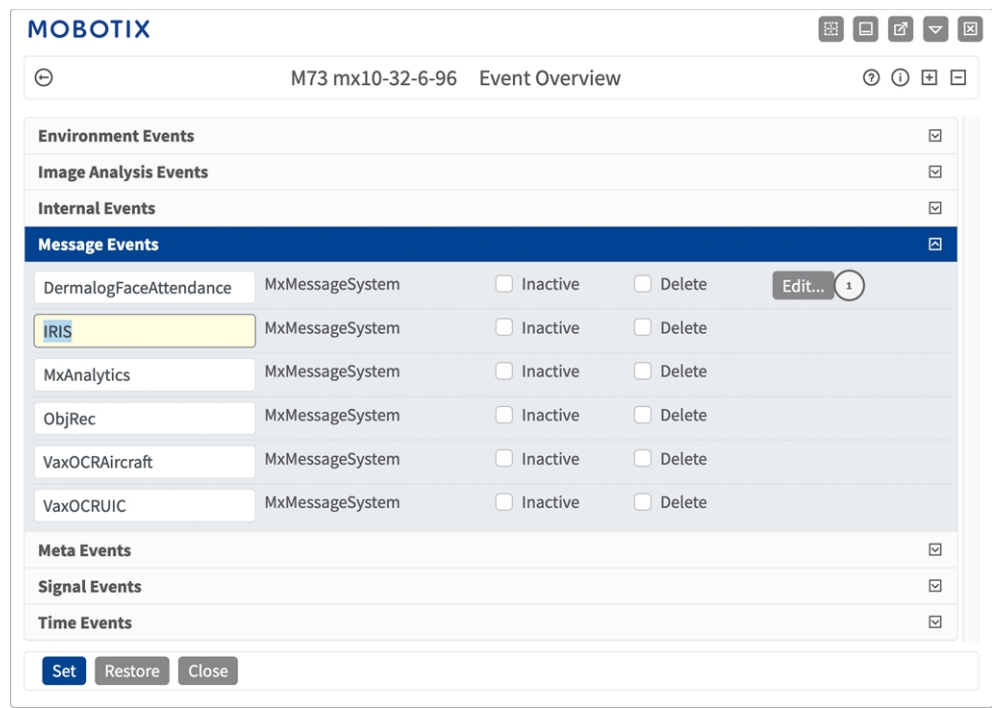 MOBOTIX
M73 mx10-32-6-96 Event Overview
Environment Events
Image Analysis Events
Internal Events
Message Events
DermalogFaceAttendance MxMessageSystem Inactive Delete Edit... 1
IRIS MxMessageSystem Inactive Delete
MxAnalytics MxMessageSystem Inactive Delete
ObjRec MxMessageSystem Inactive Delete
VaxOCRAircraft MxMessageSystem Inactive Delete
VaxOCRUIC MxMessageSystem Inactive Delete
Meta Events
Signal Events
Time Events
Set Restore Close